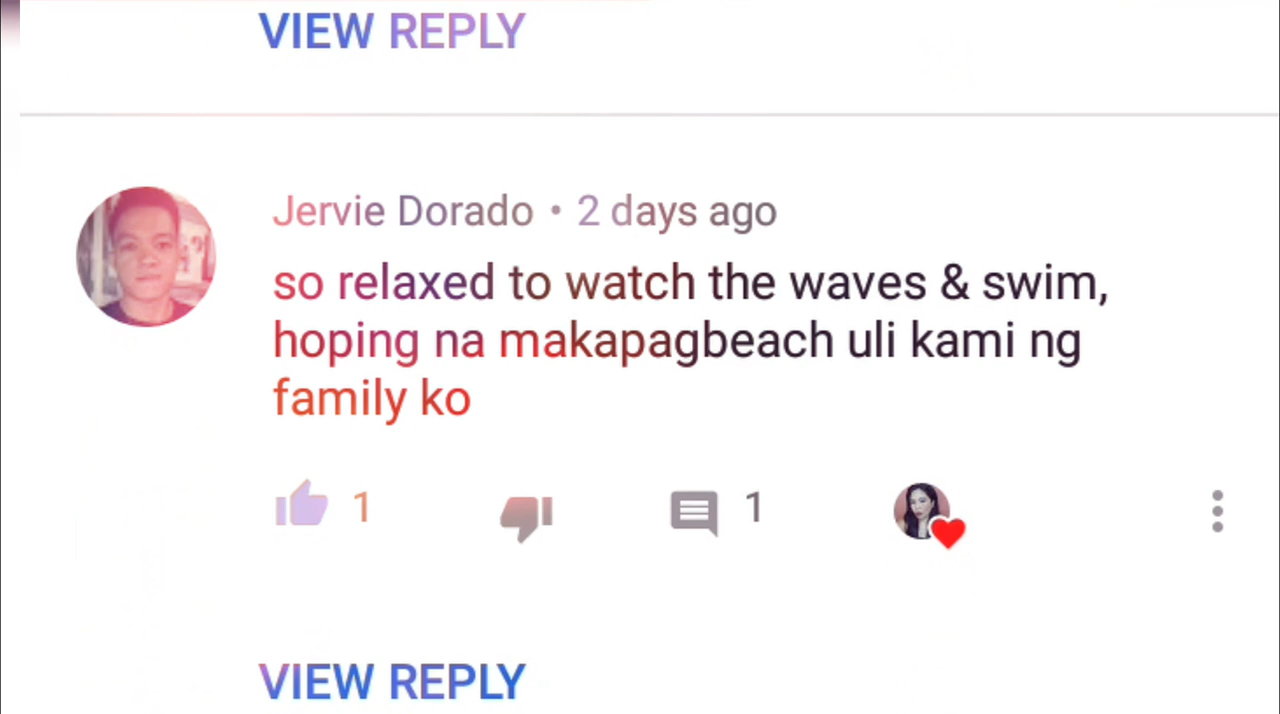 VIEW REPLY
Jervie Dorado • 2 days ago
so relaxed to watch the waves & swim,
hoping na makapagbeach uli kami ng
family ko
1
1
VIEW REPLY